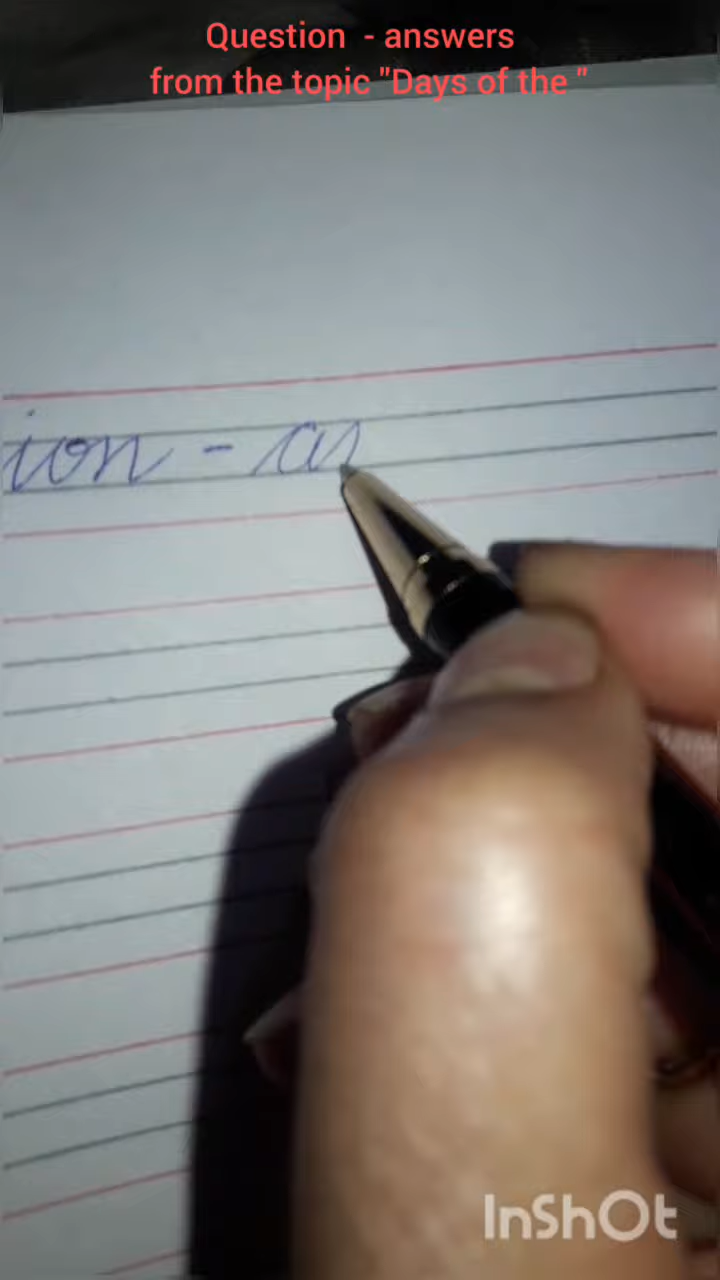 Question - answers
from the topic "Days of the "
ion - an
InShOt